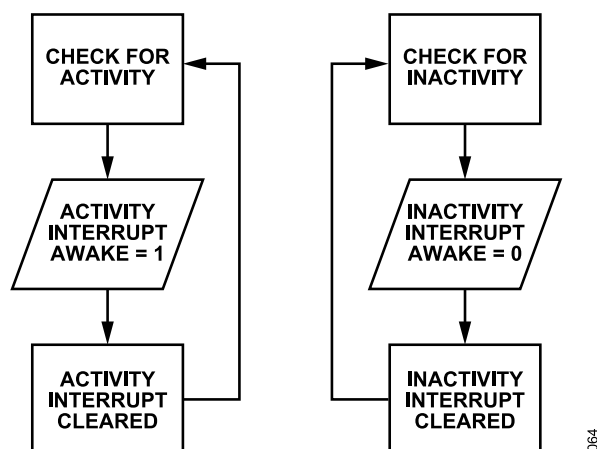 CHECK FOR
ACTIVITY
ACTIVITY
INTERRUPT
AWAKE = 1
ACTIVITY
INTERRUPT
CLEARED
CHECK FOR
INACTIVITY
INACTIVITY
INTERRUPT
AWAKE = 0
INACTIVITY
INTERRUPT
CLEARED
064